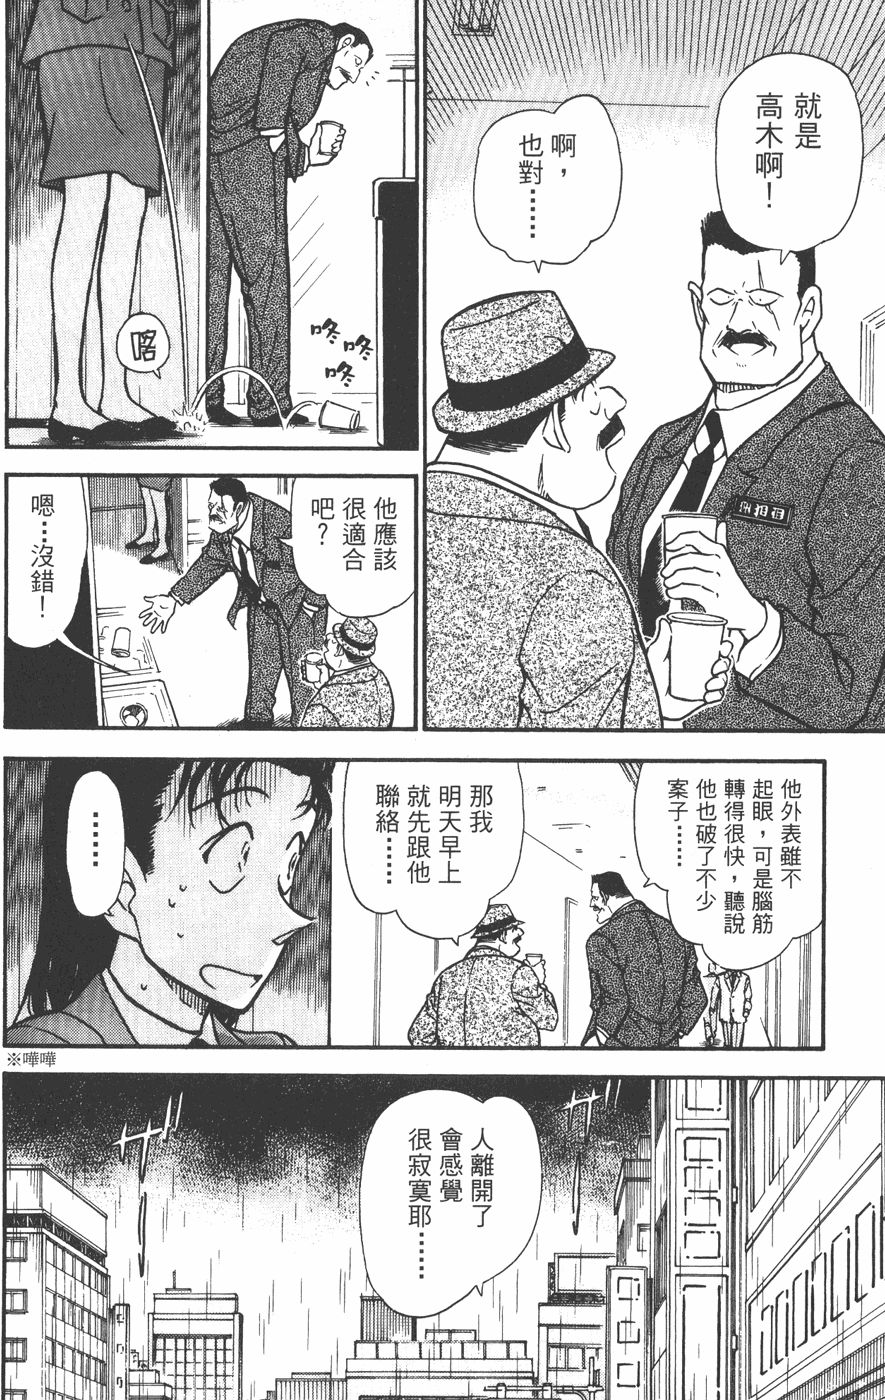 就是
高木啊！
啊，
也對……
喀
咚
咚
咚
他應該
很適合
吧？
嗯…沒錯！
他外表雖不
起眼，可是腦筋
轉得很快，聽說
他也破了不少
案子……
那我
明天早上
就先跟他
聯絡……
……
※嘩嘩
人離開了
會感覺
很寂寞耶……